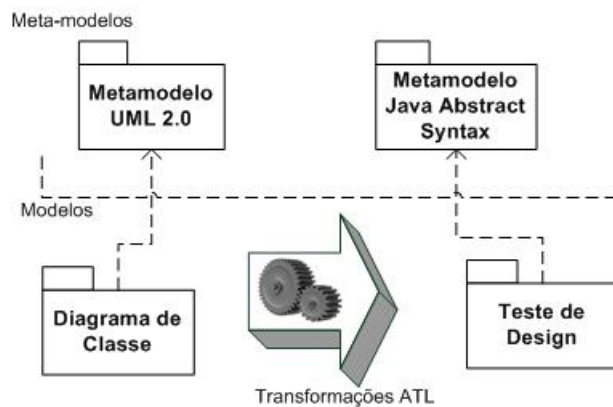 Meta-modelos
Metamodelo
UML 2.0
Metamodelo
Java Abstract
Syntax
Modelos
Diagrama de
Classe
Teste de
Design
Transformações ATL